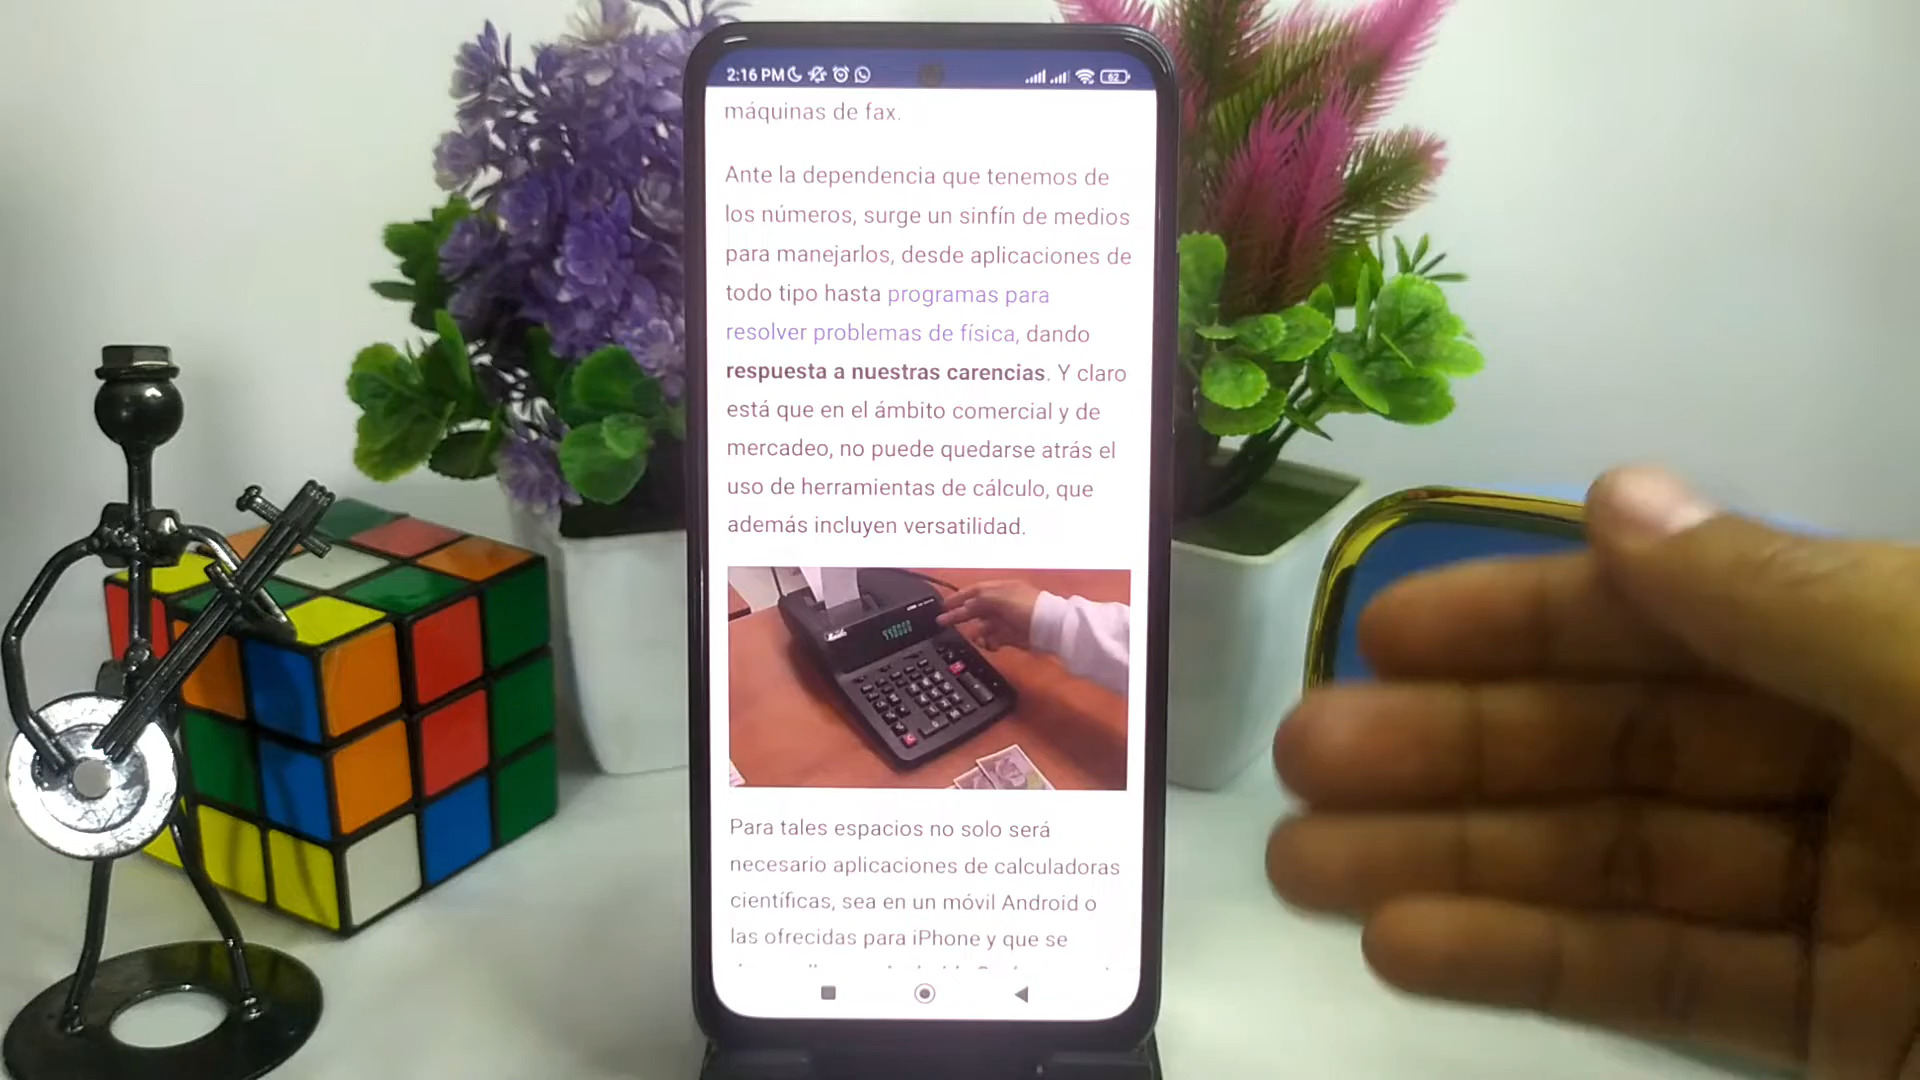 2:16 PM
62
máquinas de fax.
Ante la dependencia que tenemos de
los números, surge un sinfín de medios
para manejarlos, desde aplicaciones de
todo tipo hasta programas para
resolver problemas de física, dando
respuesta a nuestras carencias. Y claro
está que en el ámbito comercial y de
mercadeo, no puede quedarse atrás el
uso de herramientas de cálculo, que
además incluyen versatilidad.
Para tales espacios no solo será
necesario aplicaciones de calculadoras
científicas, sea en un móvil Android o
las ofrecidas para iPhone y que se